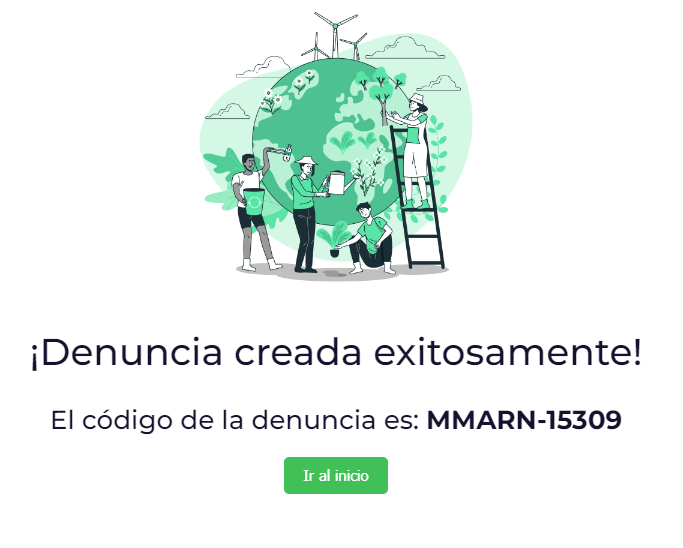 ¡Denuncia creada exitosamente!
El código de la denuncia es: MMARN-15309
Ir al inicio